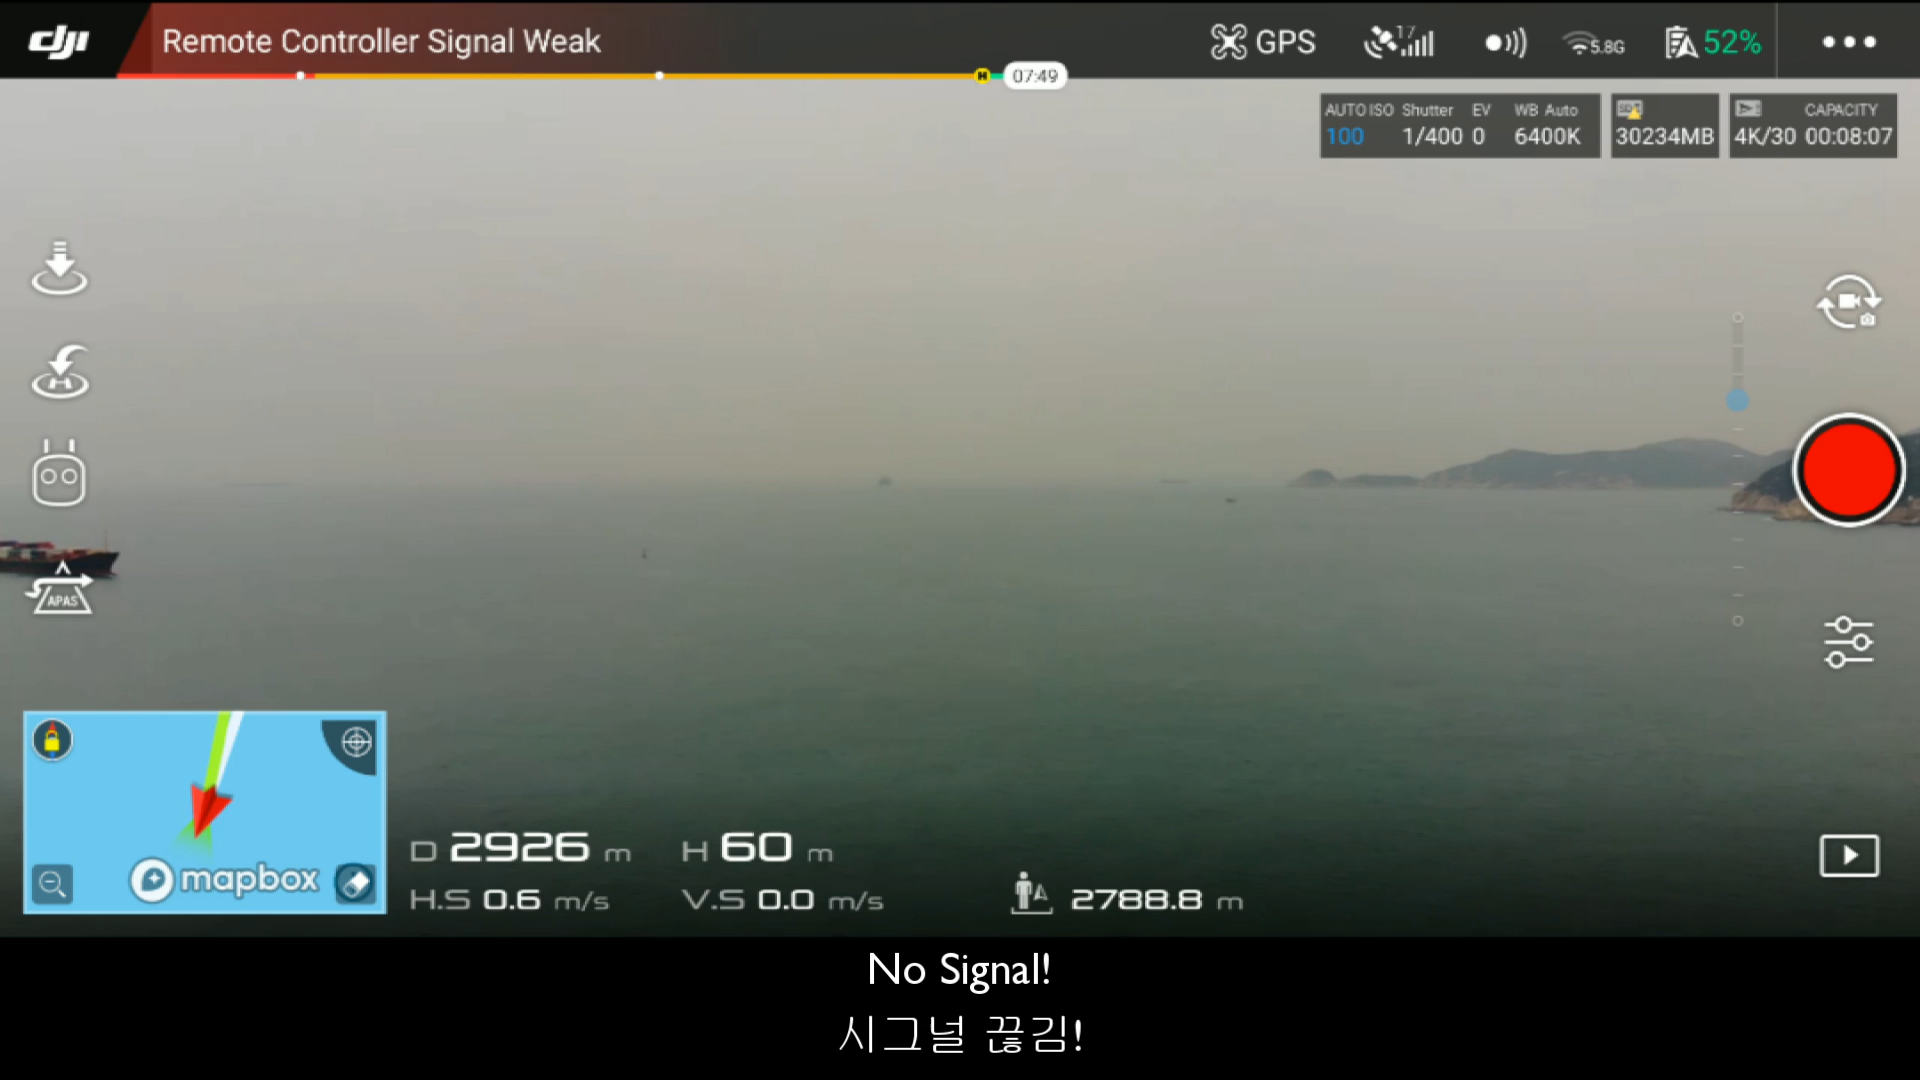 dji
Remote Controller Signal Weak
GPS
17
5.8G
52%
07:49
AUTO ISO Shutter EV WB Auto
100 1/400 0 6400K
30234MB
CAPACITY
4K/30 00:08:07
APAS
mapbox
D 2926 m H 60 m
H.S 0.6 m/s V.S 0.0 m/s 2788.8 m
No Signal!
시그널 끊김!